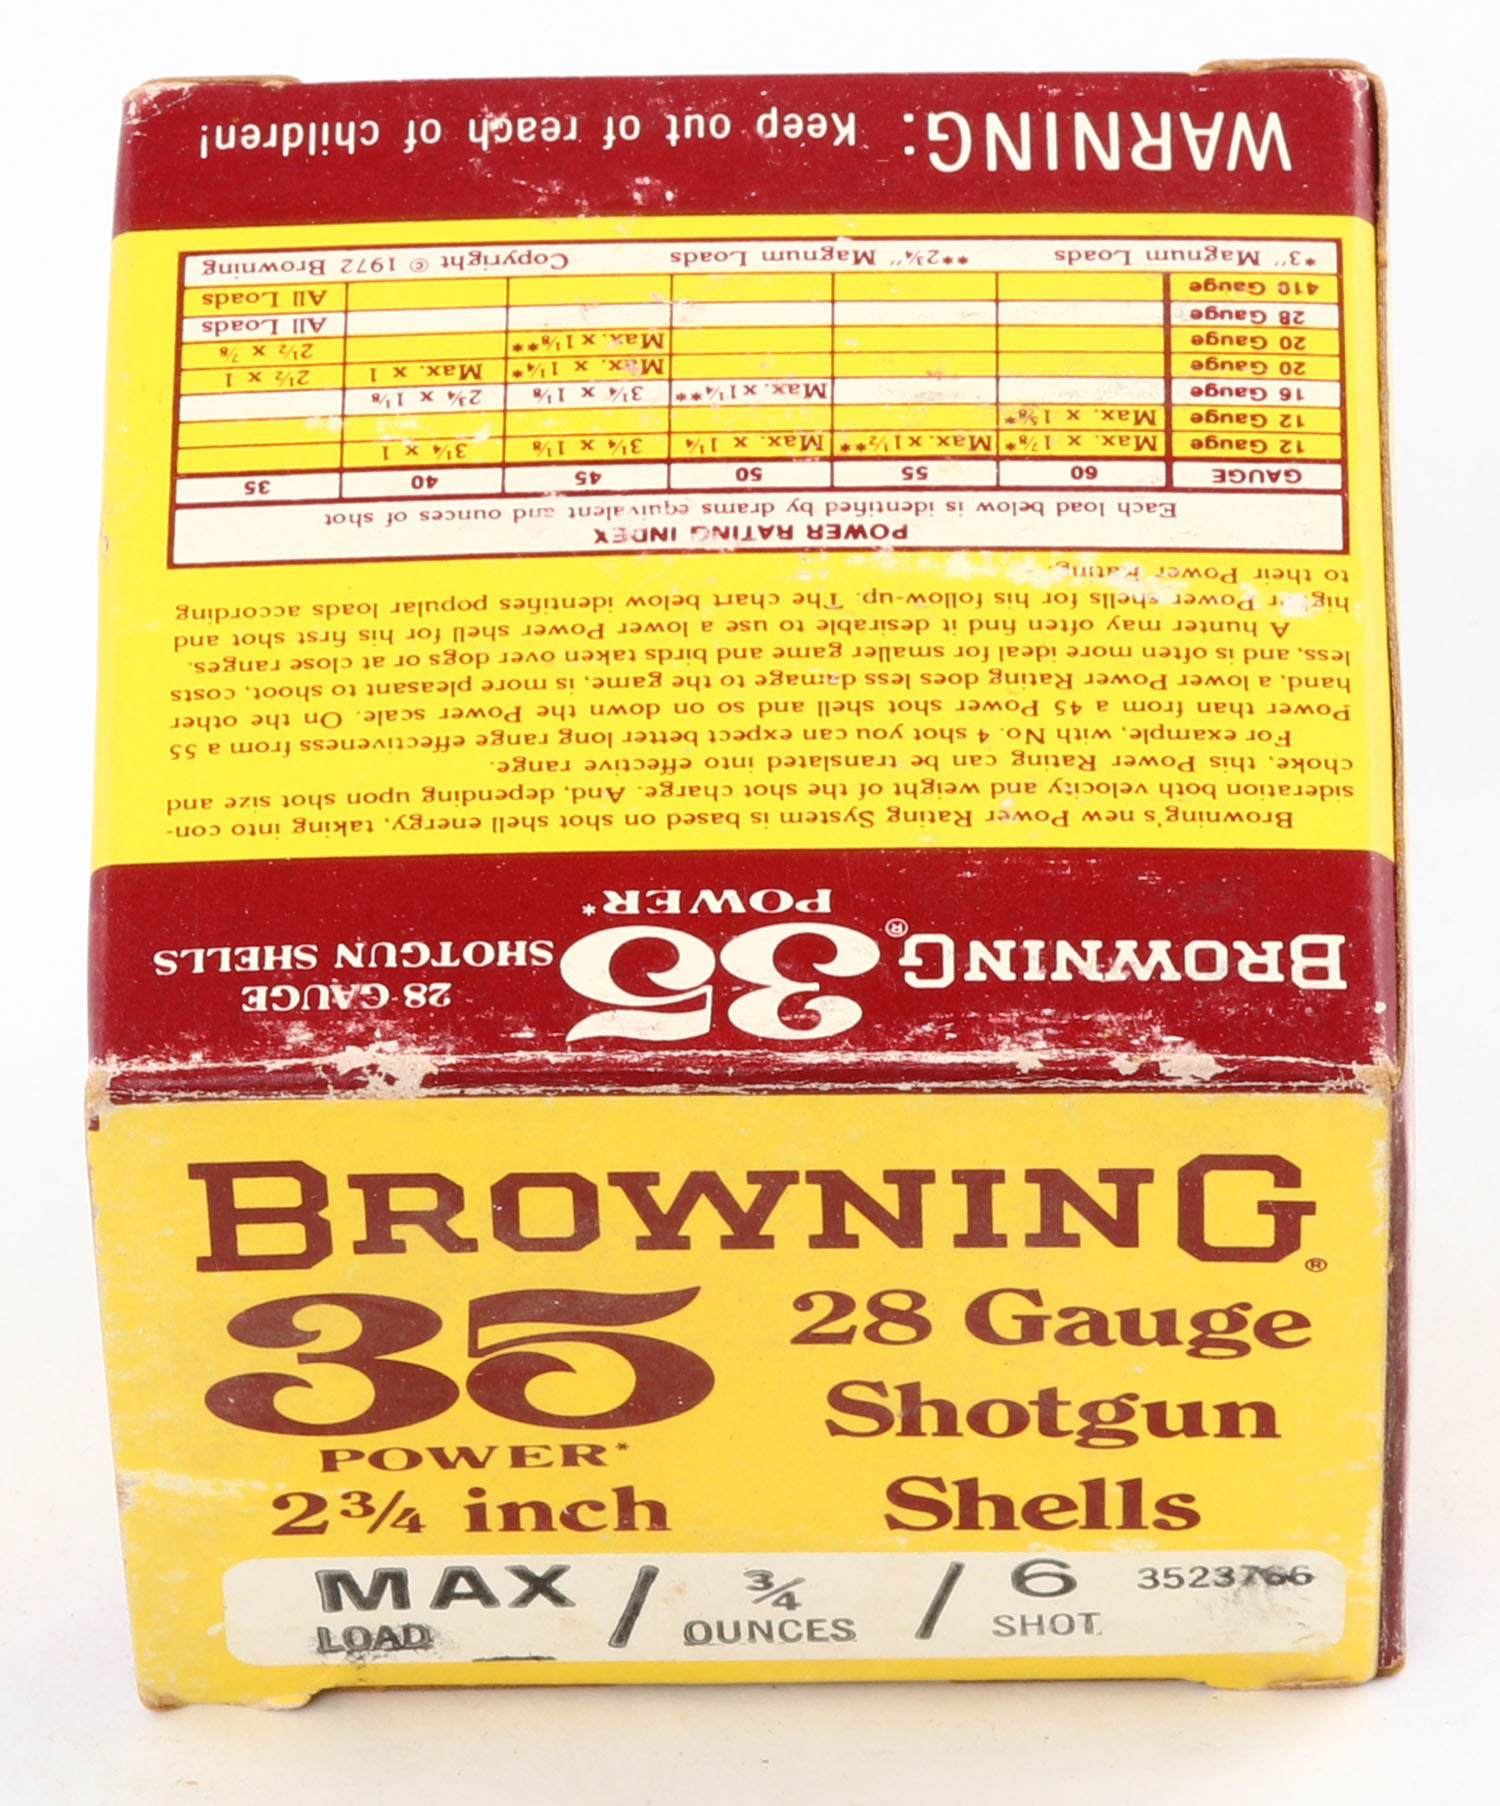 BROWNING®
35
POWER*
2 3/4 inch
28 Gauge
Shotgun
Shells
MAX / 3/4 / 6 3523766
LOAD OUNCES SHOT
BROWNING® 35 28 GAUGE
POWER* SHOTGUN SHELLS
Browning's new Power Rating System is based on shot shell energy, taking into con-
sideration both velocity and weight of the shot charge. And, depending upon shot size and
choke, this Power Rating can be translated into effective range.
For example, with No. 4 shot you can expect better long range effectiveness from a 55
Power than from a 45 Power shot shell and so on down the Power scale. On the other
hand, a lower Power Rating does less damage to the game, is more pleasant to shoot, costs
less, and is often more ideal for smaller game and birds taken over dogs or at close ranges.
A hunter may often find it desirable to use a lower Power shell for his first shot and
higher Power shells for his follow-up. The chart below identifies popular loads according
to their Power Rating.
POWER RATING INDEX
Each load below is identified by drams equivalent and ounces of shot
GAUGE 60 55 50 45 40 35
12 Gauge Max. x 1⅞* Max. x 1½** Max. x 1¼ 3¼ x 1⅛ 3¼ x 1
12 Gauge Max. x 1⅝*
16 Gauge Max. x 1¼** 3¼ x 1⅛ 2¾ x 1⅛
20 Gauge Max. x 1¼* Max. x 1 2½ x 1
20 Gauge Max. x 1⅛** 2½ x ⅞
28 Gauge All Loads
410 Gauge All Loads
*3" Magnum Loads **2¾" Magnum Loads Copyright © 1972 Browning
WARNING: Keep out of reach of children!